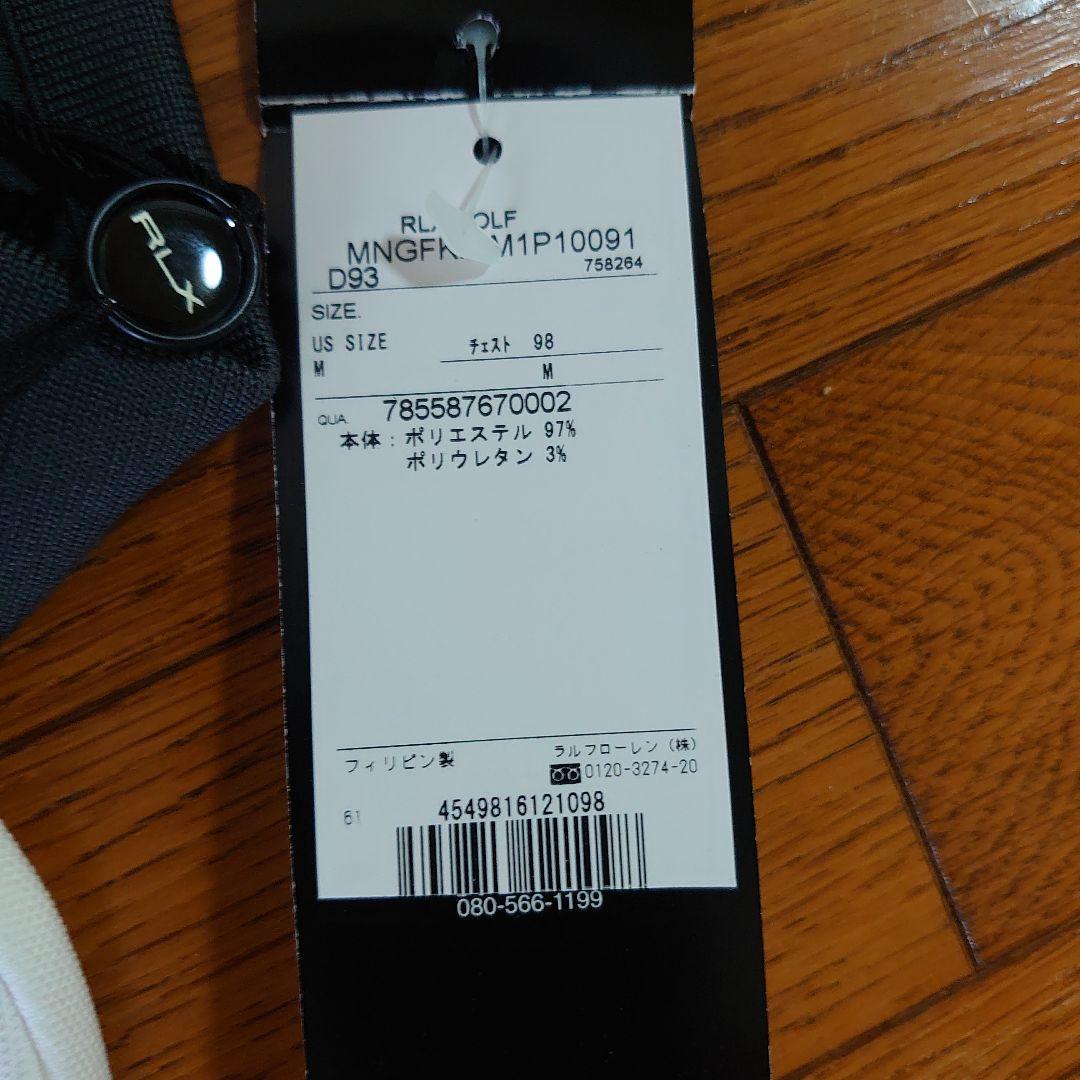 RLX
MNGFK
M1P10091
D93
758264
SIZE.
US SIZE
チェスト 98
M
M
QUA. 785587670002
本体：ポリエステル 97%
ポリウレタン 3%
フィリピン製
ラルフローレン（株）
0120-3274-20
61
4549816121098
080-566-1199